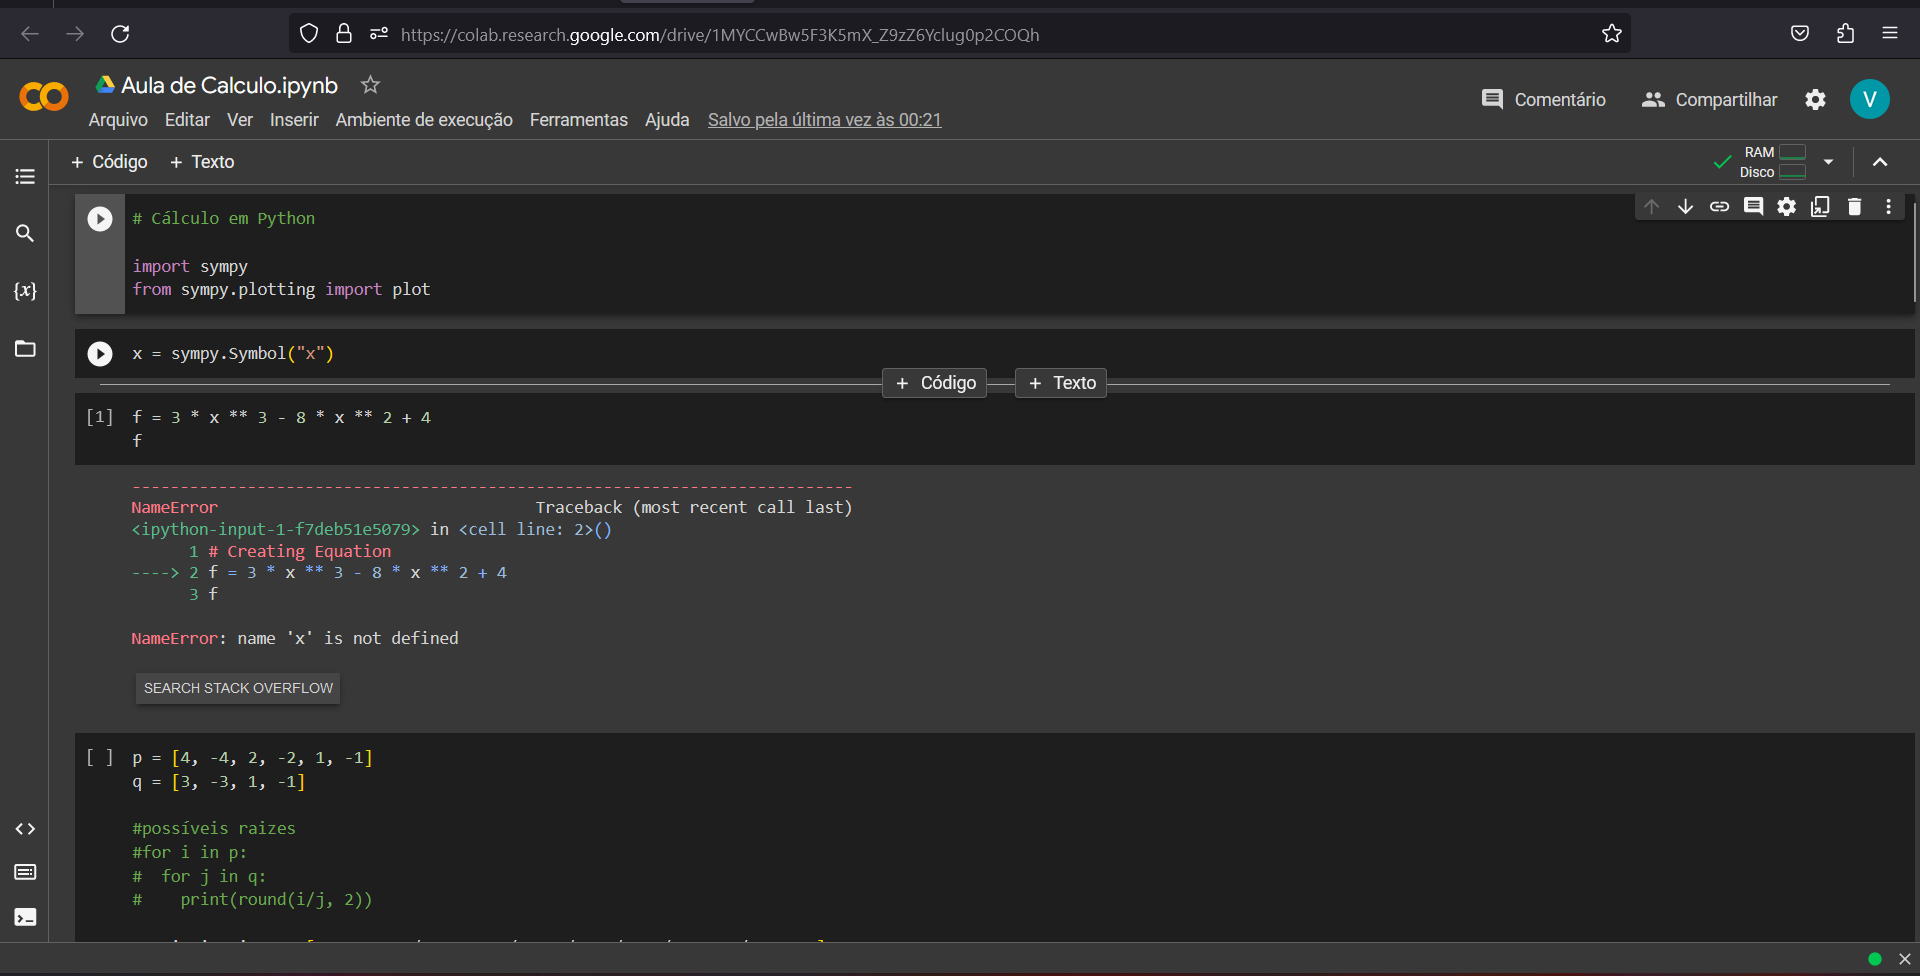 https://colab.research.google.com/drive/1MYCCwBw5F3K5mX_Z9zZ6Yclug0p2COQh
Aula de Calculo.ipynb
Comentário
Compartilhar
V
Arquivo Editar Ver Inserir Ambiente de execução Ferramentas Ajuda Salvo pela última vez às 00:21
+ Código + Texto
RAM
Disco
# Cálculo em Python
import sympy
from sympy.plotting import plot
{x}
x = sympy.Symbol("x")
+ Código + Texto
[1] f = 3 * x ** 3 - 8 * x ** 2 + 4
f
---------------------------------------------------------------------------
NameError Traceback (most recent call last)
<ipython-input-1-f7deb51e5079> in <cell line: 2>()
1 # Creating Equation
----> 2 f = 3 * x ** 3 - 8 * x ** 2 + 4
3 f
NameError: name 'x' is not defined
SEARCH STACK OVERFLOW
[ ] p = [4, -4, 2, -2, 1, -1]
q = [3, -3, 1, -1]
#possíveis raizes
#for i in p:
# for j in q:
# print(round(i/j, 2))